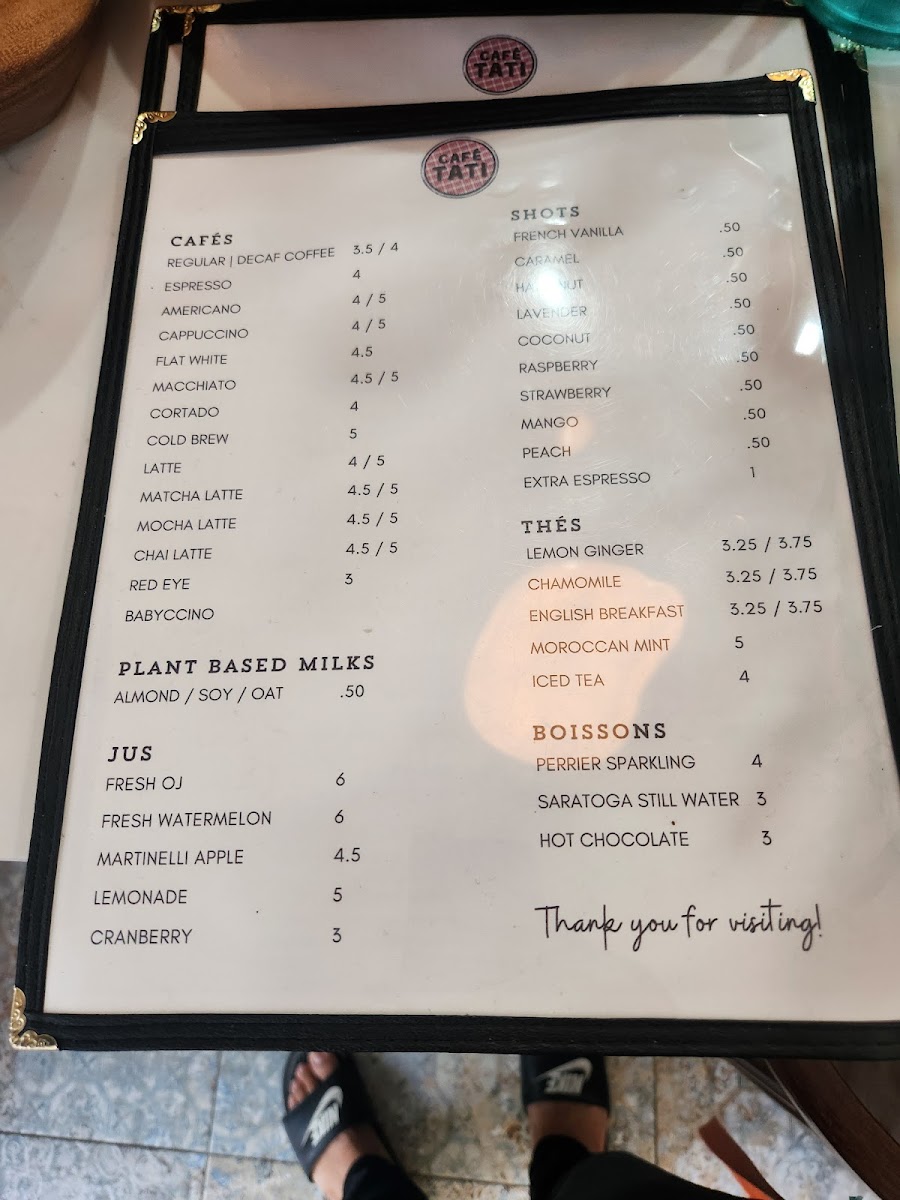 CAFÉ
TATI
CAFÉ
TATI
CAFÉS
REGULAR | DECAF COFFEE 3.5 / 4
ESPRESSO 4
AMERICANO 4 / 5
CAPPUCCINO 4 / 5
FLAT WHITE 4.5
MACCHIATO 4.5 / 5
CORTADO 4
COLD BREW 5
LATTE 4 / 5
MATCHA LATTE 4.5 / 5
MOCHA LATTE 4.5 / 5
CHAI LATTE 4.5 / 5
RED EYE 3
BABYCCINO
PLANT BASED MILKS
ALMOND / SOY / OAT .50
JUS
FRESH OJ 6
FRESH WATERMELON 6
MARTINELLI APPLE 4.5
LEMONADE 5
CRANBERRY 3
SHOTS
FRENCH VANILLA .50
CARAMEL .50
.50
LAVENDER .50
COCONUT .50
RASPBERRY .50
STRAWBERRY .50
MANGO .50
PEACH .50
EXTRA ESPRESSO 1
THÉS
LEMON GINGER 3.25 / 3.75
CHAMOMILE 3.25 / 3.75
ENGLISH BREAKFAST 3.25 / 3.75
MOROCCAN MINT 5
ICED TEA 4
BOISSONS
PERRIER SPARKLING 4
SARATOGA STILL WATER 3
HOT CHOCOLATE 3
Thank you for visiting!
NIKE
NIKE